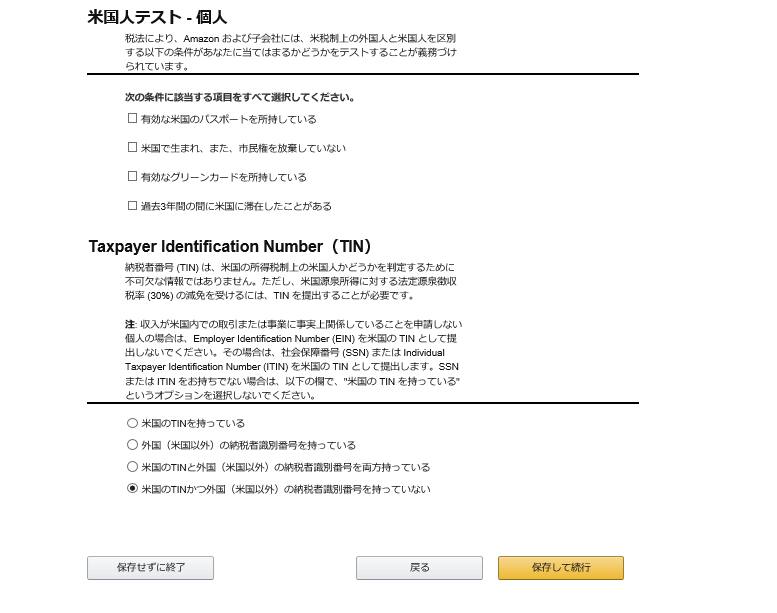 米国人テスト - 個人
税法により、Amazon および子会社には、米税制上の外国人と米国人を区別
する以下の条件があなたに当てはまるかどうかをテストすることが義務づけ
られています。
次の条件に該当する項目をすべて選択してください。
有効な米国のパスポートを所持している
米国で生まれ、また、市民権を放棄していない
有効なグリーンカードを所持している
過去3年間の間に米国に滞在したことがある
Taxpayer Identification Number（TIN）
納税者番号 (TIN) は、米国の所得税制上の米国人かどうかを判定するために
不可欠な情報ではありません。ただし、米国源泉所得に対する法定源泉徴収
税率 (30%) の減免を受けるには、TIN を提出することが必要です。
注: 収入が米国内での取引または事業に事実上関係していることを申請しない
個人の場合は、Employer Identification Number (EIN) を米国の TIN として提
出しないでください。その場合は、社会保障番号 (SSN) または Individual
Taxpayer Identification Number (ITIN) を米国の TIN として提出します。SSN
または ITIN をお持ちでない場合は、以下の欄で、"米国の TIN を持っている"
というオプションを選択しないでください。
米国のTINを持っている
外国（米国以外）の納税者識別番号を持っている
米国のTINと外国（米国以外）の納税者識別番号を両方持っている
米国のTINかつ外国（米国以外）の納税者識別番号を持っていない
保存せずに終了
戻る
保存して続行